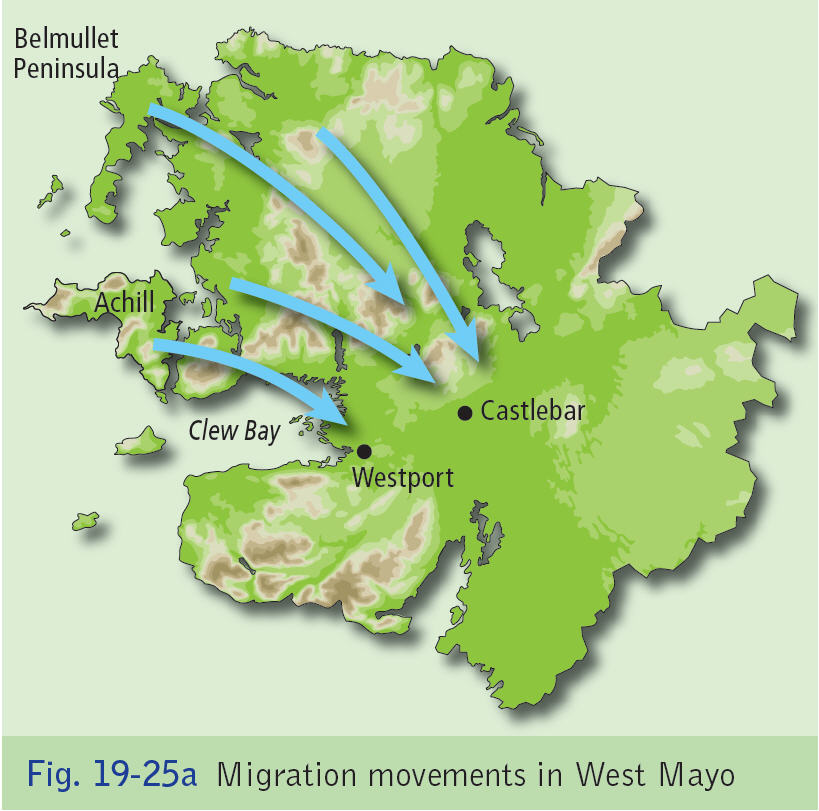 Belmullet
Peninsula
Achill
Clew Bay
Castlebar
Westport
Fig. 19-25a Migration movements in West Mayo